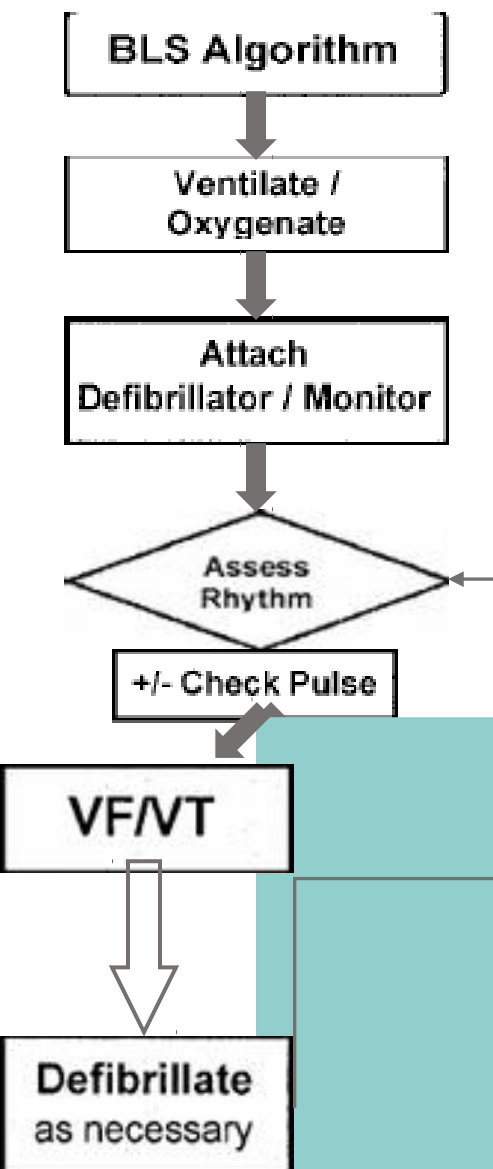 BLS Algorithm
Ventilate /
Oxygenate
Attach
Defibrillator / Monitor
Assess
Rhythm
+/- Check Pulse
VF/VT
Defibrillate
as necessary